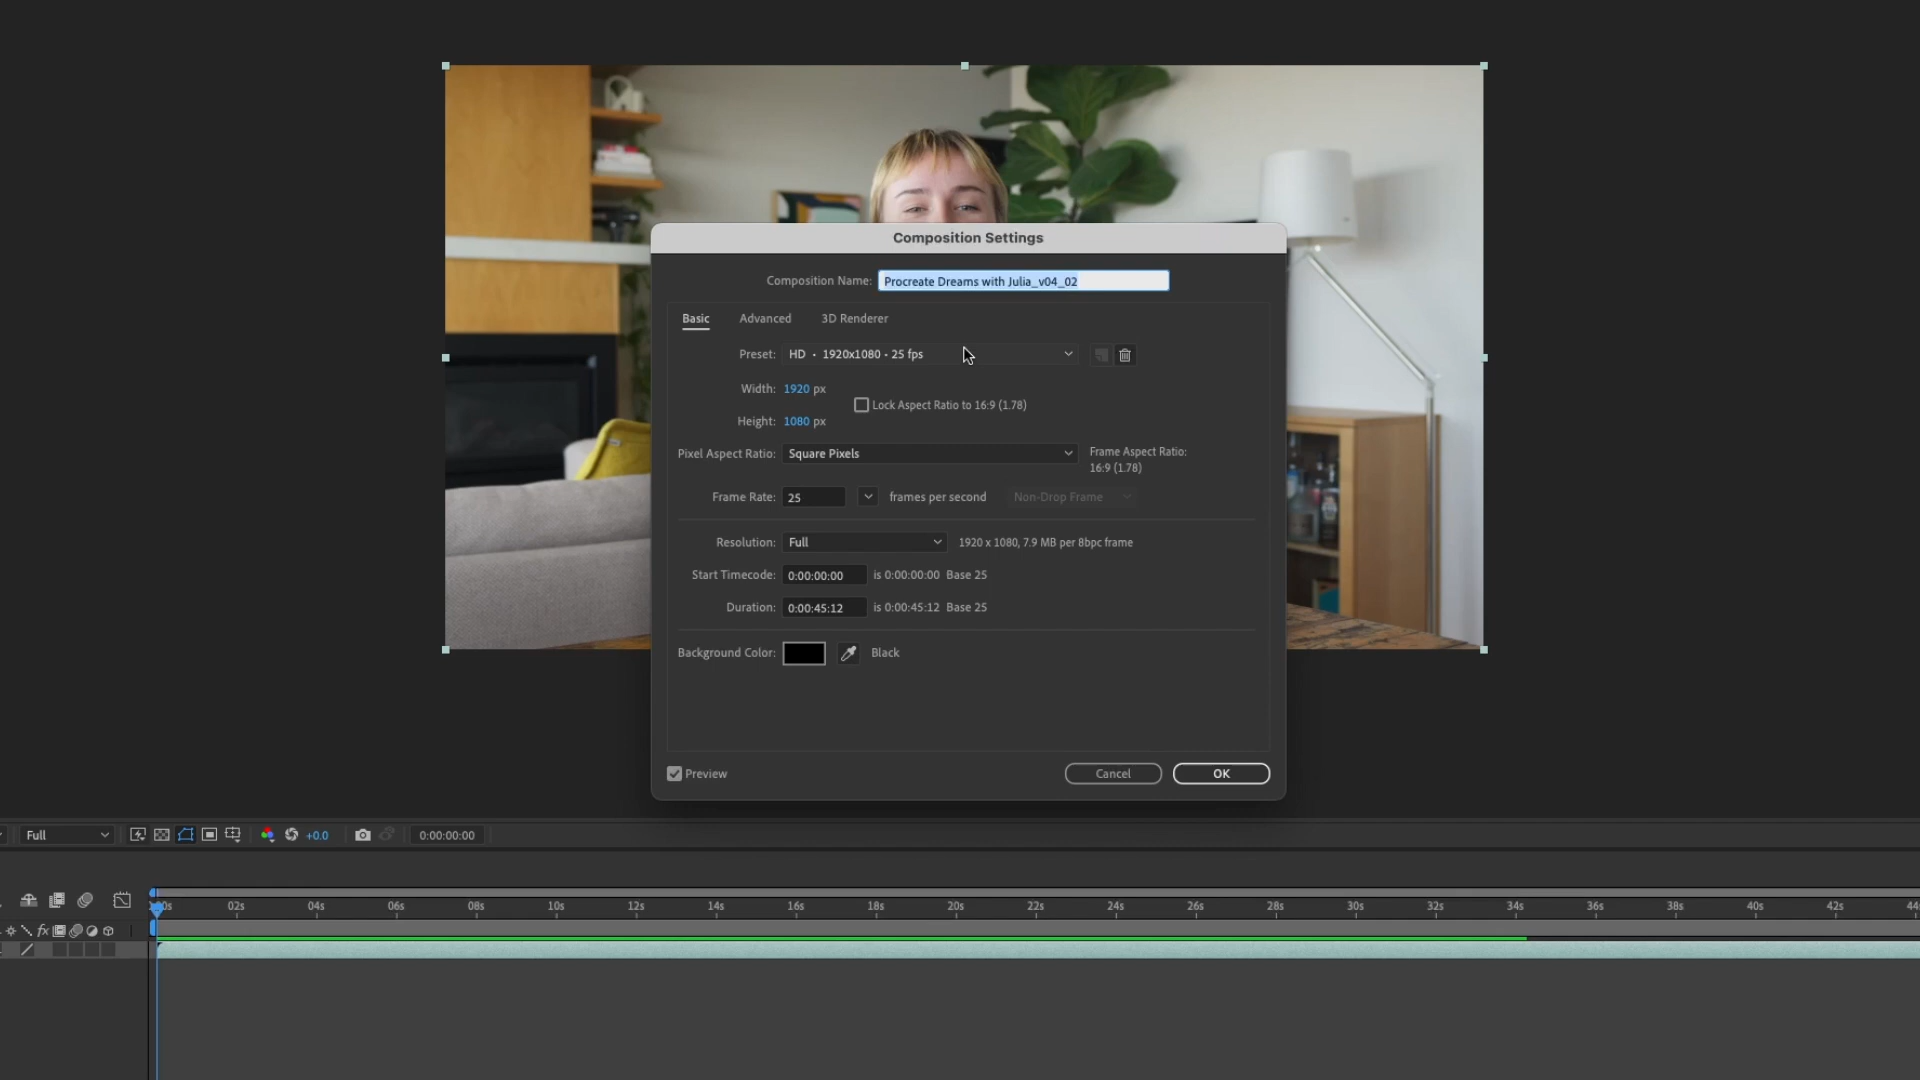 Composition Settings
Composition Name: Procreate Dreams with Julia_v04_02
Basic Advanced 3D Renderer
Preset: HD • 1920x1080 • 25 fps
Width: 1920 px
Lock Aspect Ratio to 16:9 (1.78)
Height: 1080 px
Pixel Aspect Ratio: Square Pixels Frame Aspect Ratio:
16:9 (1.78)
Frame Rate: 25 frames per second Non-Drop Frame
Resolution: Full 1920 x 1080, 7.9 MB per 8bpc frame
Start Timecode: 0:00:00:00 is 0:00:00:00 Base 25
Duration: 0:00:45:12 is 0:00:45:12 Base 25
Background Color: Black
Preview Cancel OK
Full +0.0 0:00:00:00
02s 04s 06s 08s 10s 12s 14s 16s 18s 20s 22s 24s 26s 28s 30s 32s 34s 36s 38s 40s 42s 44
fx